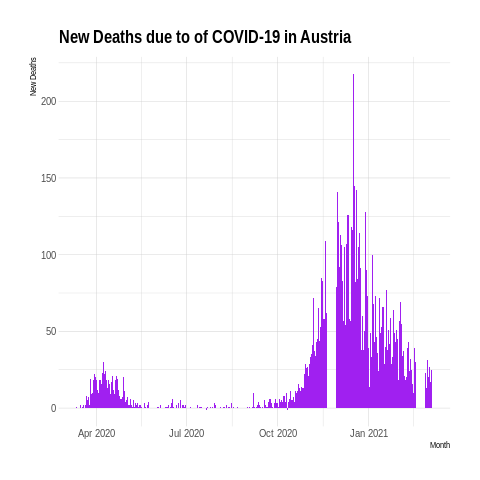 New Deaths due to of COVID-19 in Austria
New Deaths
200
150
100
50
0
Apr 2020
Jul 2020
Oct 2020
Jan 2021
Month